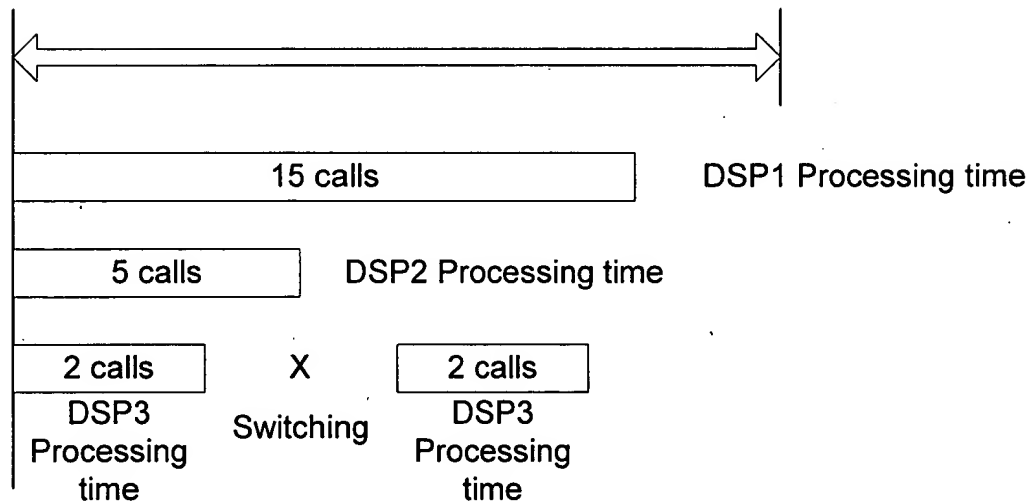 15 calls
DSP1 Processing time
5 calls
DSP2 Processing time
2 calls
X
2 calls
DSP3
Processing
time
Switching
DSP3
Processing
time